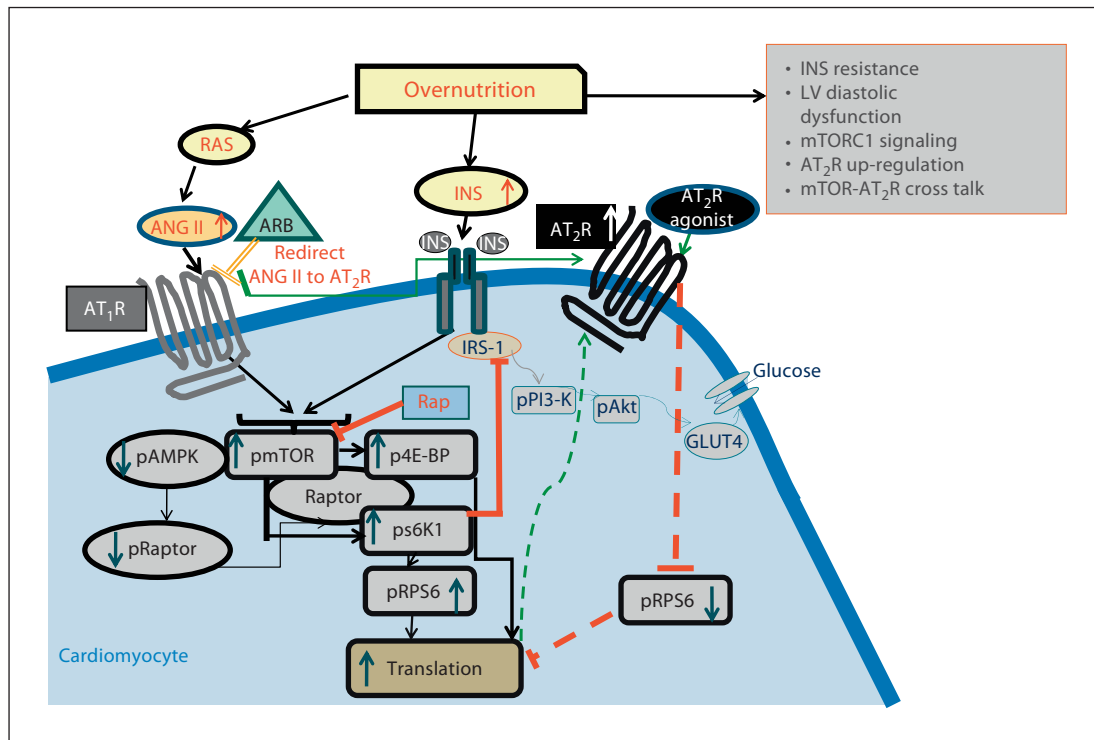 Overnutrition
• INS resistance
• LV diastolic
dysfunction
• mTORC1 signaling
• AT₂R up-regulation
• mTOR-AT₂R cross talk
RAS
INS
ANG II
ARB
AT₂R
AT₂R
agonist
INS
INS
Redirect
ANG II to AT₂R
AT₁R
IRS-1
Glucose
pPI3-K
pAkt
Rap
GLUT4
pAMPK
pmTOR
p4E-BP
Raptor
ps6K1
pRaptor
pRPS6
pRPS6
Cardiomyocyte
Translation